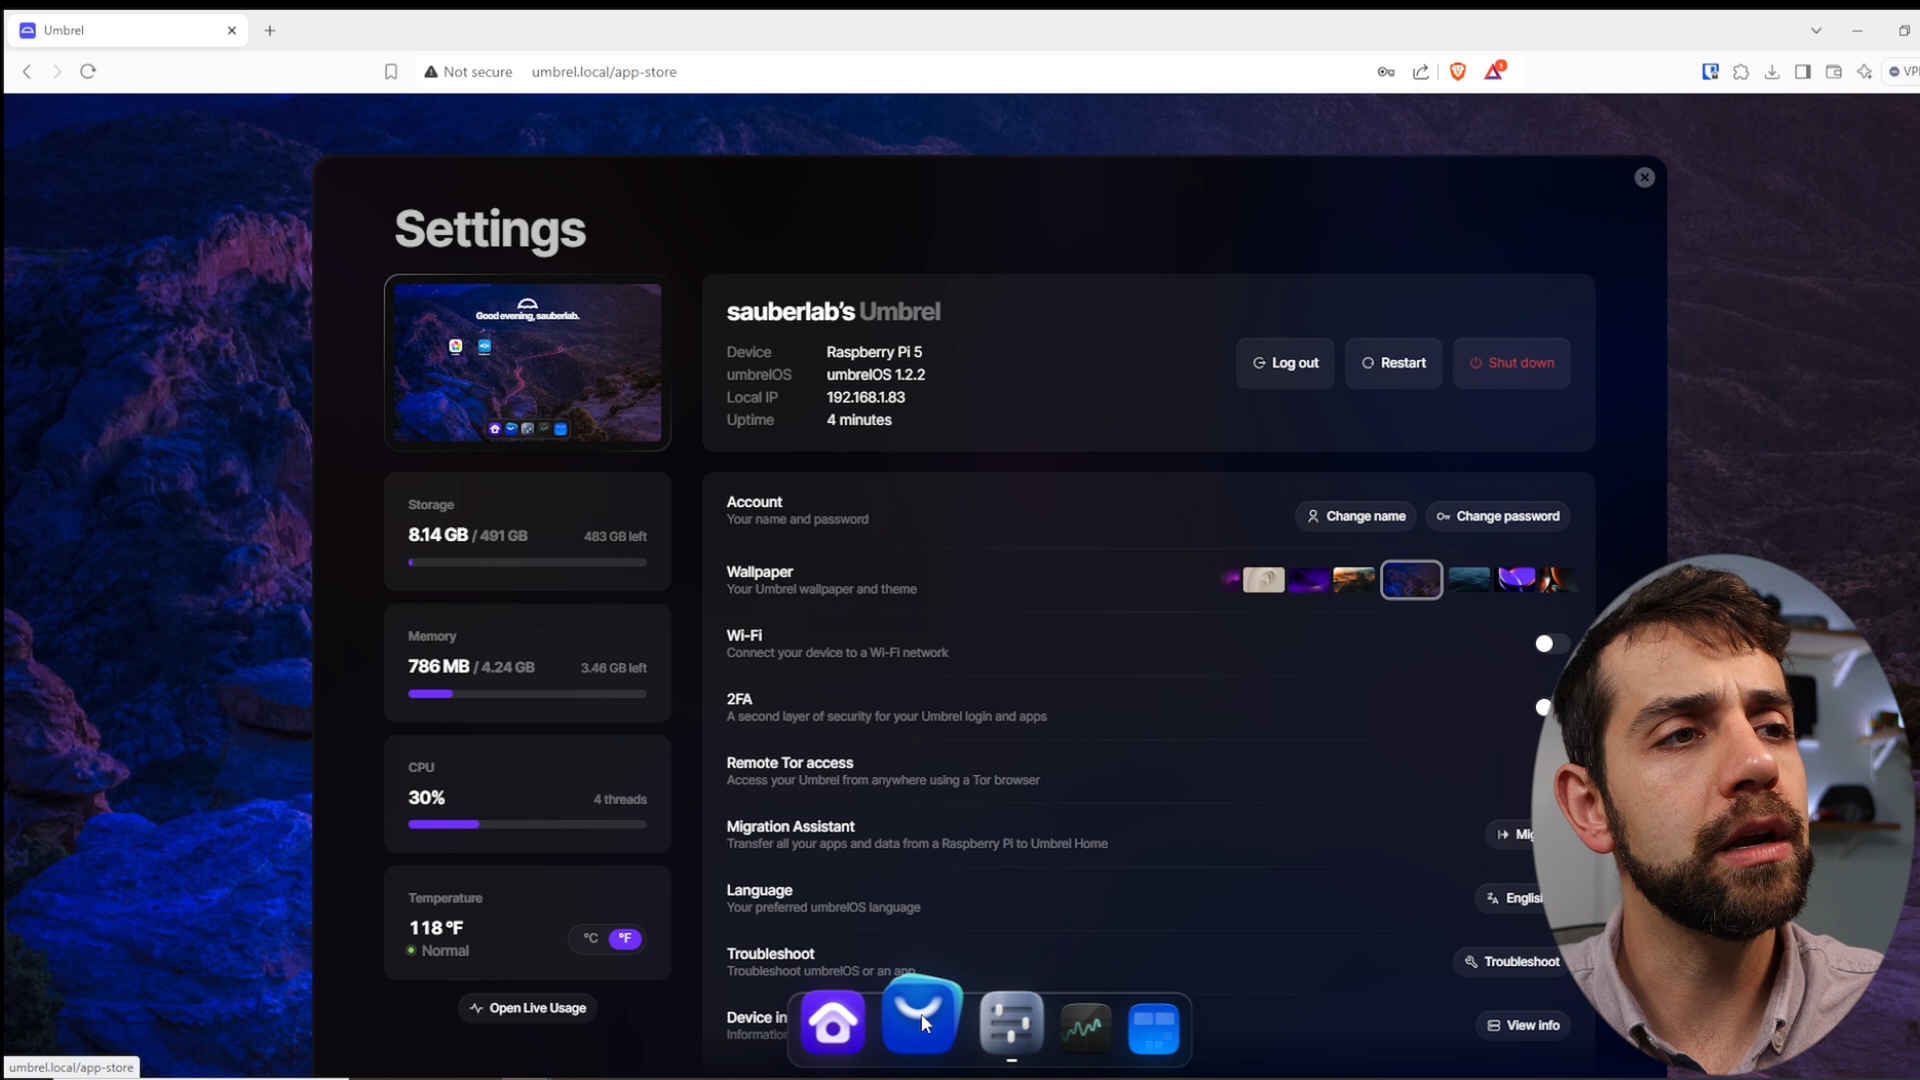 Umbrel
Not secure
umbrel.local/app-store
1
VP
Settings
Good evening, sauberlab.
sauberlab's Umbrel
Device Raspberry Pi 5
umbrelOS umbrelOS 1.2.2
Local IP 192.168.1.83
Uptime 4 minutes
Log out
Restart
Shut down
Storage
8.14 GB / 491 GB
483 GB left
Memory
786 MB / 4.24 GB
3.46 GB left
CPU
30%
4 threads
Temperature
118 °F
Normal
°C
°F
Open Live Usage
Account
Your name and password
Change name
Change password
Wallpaper
Your Umbrel wallpaper and theme
Wi-Fi
Connect your device to a Wi-Fi network
2FA
A second layer of security for your Umbrel login and apps
Remote Tor access
Access your Umbrel from anywhere using a Tor browser
Migration Assistant
Transfer all your apps and data from a Raspberry Pi to Umbrel Home
Mig
Language
Your preferred umbrelOS language
Englis
Troubleshoot
Troubleshoot umbrelOS or an app
Troubleshoot
Device in
Information
View info
umbrel.local/app-store